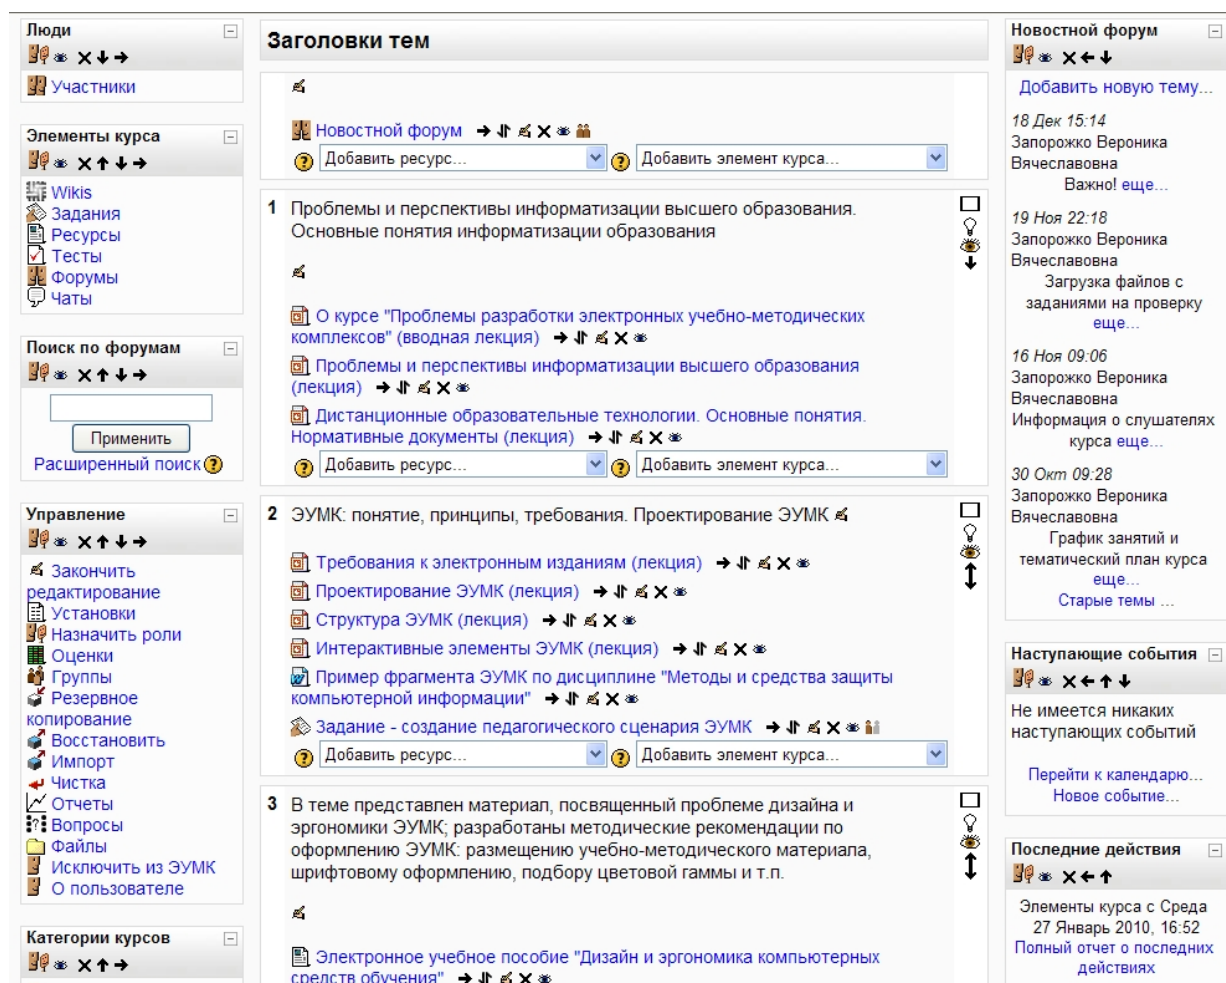 Люди
Участники
Элементы курса
Wikis
Задания
Ресурсы
Тесты
Форумы
Чаты
Поиск по форумам
Применить
Расширенный поиск
Управление
Закончить
редактирование
Установки
Назначить роли
Оценки
Группы
Резервное
копирование
Восстановить
Импорт
Чистка
Отчеты
Вопросы
Файлы
Исключить из ЭУМК
О пользователе
Категории курсов
Заголовки тем
Новостной форум
Добавить ресурс...
Добавить элемент курса...
1 Проблемы и перспективы информатизации высшего образования.
Основные понятия информатизации образования
О курсе "Проблемы разработки электронных учебно-методических
комплексов" (вводная лекция)
Проблемы и перспективы информатизации высшего образования
(лекция)
Дистанционные образовательные технологии. Основные понятия.
Нормативные документы (лекция)
Добавить ресурс...
Добавить элемент курса...
2 ЭУМК: понятие, принципы, требования. Проектирование ЭУМК
Требования к электронным изданиям (лекция)
Проектирование ЭУМК (лекция)
Структура ЭУМК (лекция)
Интерактивные элементы ЭУМК (лекция)
Пример фрагмента ЭУМК по дисциплине "Методы и средства защиты
компьютерной информации"
Задание - создание педагогического сценария ЭУМК
Добавить ресурс...
Добавить элемент курса...
3 В теме представлен материал, посвященный проблеме дизайна и
эргономики ЭУМК; разработаны методические рекомендации по
оформлению ЭУМК: размещению учебно-методического материала,
шрифтовому оформлению, подбору цветовой гаммы и т.п.
Электронное учебное пособие "Дизайн и эргономика компьютерных
средств обучения"
Новостной форум
Добавить новую тему...
18 Дек 15:14
Запорожко Вероника
Вячеславовна
Важно! еще...
19 Ноя 22:18
Запорожко Вероника
Вячеславовна
Загрузка файлов с
заданиями на проверку
еще...
16 Ноя 09:06
Запорожко Вероника
Вячеславовна
Информация о слушателях
курса еще...
30 Окт 09:28
Запорожко Вероника
Вячеславовна
График занятий и
тематический план курса
еще...
Старые темы ...
Наступающие события
Не имеется никаких
наступающих событий
Перейти к календарю...
Новое событие...
Последние действия
Элементы курса с Среда
27 Январь 2010, 16:52
Полный отчет о последних
действиях